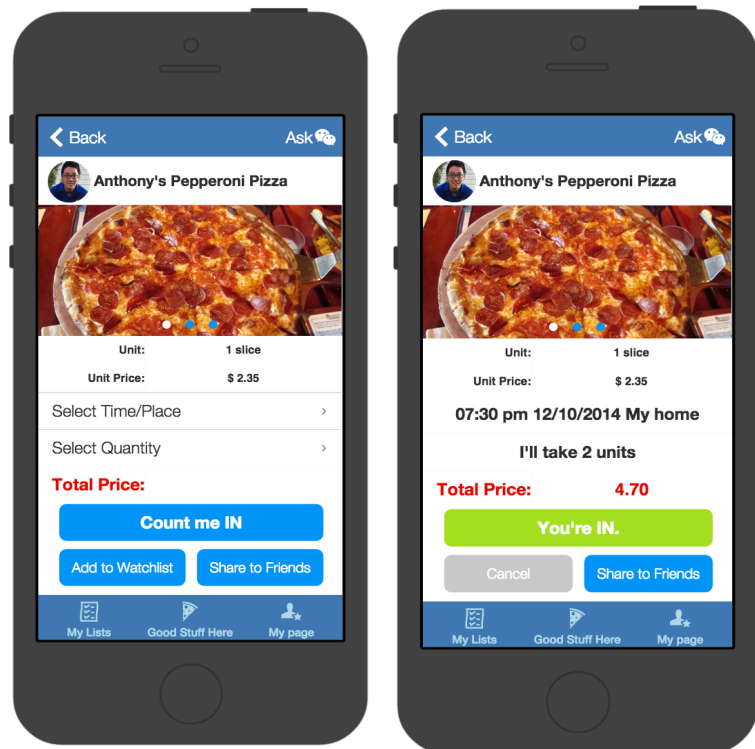 Back Ask
Anthony's Pepperoni Pizza
Unit: 1 slice
Unit Price: $ 2.35
Select Time/Place >
Select Quantity >
Total Price:
Count me IN
Add to Watchlist Share to Friends
My Lists Good Stuff Here My page
Back Ask
Anthony's Pepperoni Pizza
Unit: 1 slice
Unit Price: $ 2.35
07:30 pm 12/10/2014 My home
I'll take 2 units
Total Price: 4.70
You're IN.
Cancel Share to Friends
My Lists Good Stuff Here My page